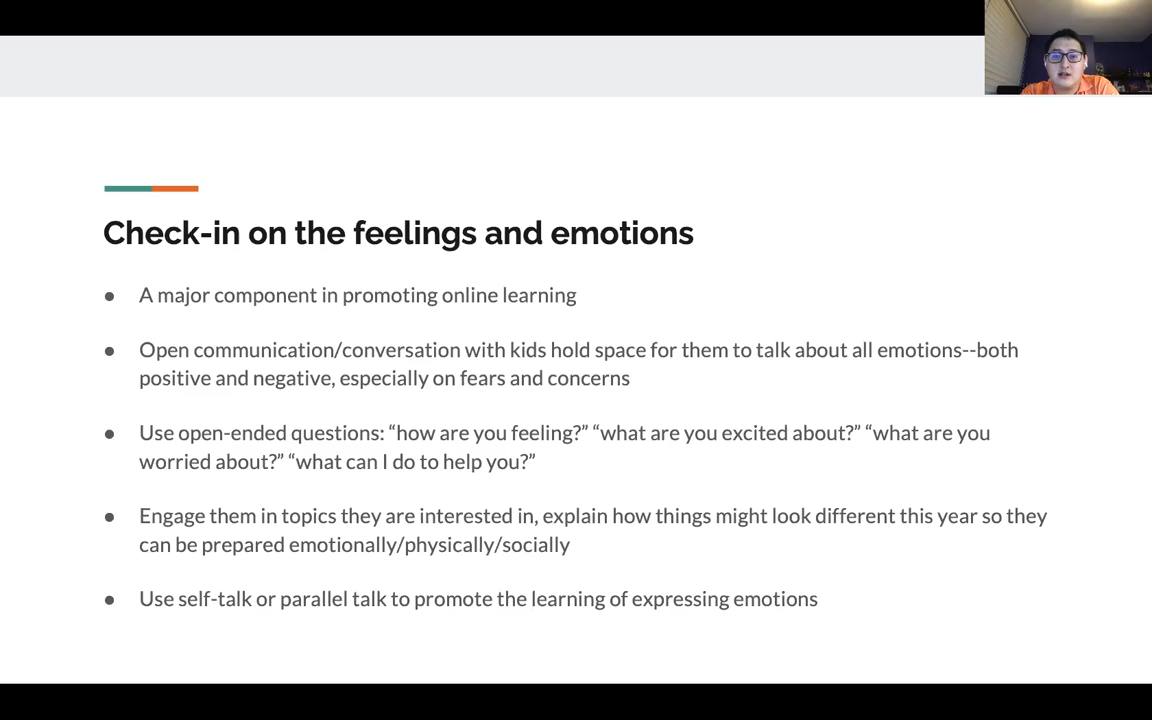 Check-in on the feelings and emotions
● A major component in promoting online learning
● Open communication/conversation with kids hold space for them to talk about all emotions--both
positive and negative, especially on fears and concerns
● Use open-ended questions: “how are you feeling?” “what are you excited about?” “what are you
worried about?” “what can I do to help you?”
● Engage them in topics they are interested in, explain how things might look different this year so they
can be prepared emotionally/physically/socially
● Use self-talk or parallel talk to promote the learning of expressing emotions